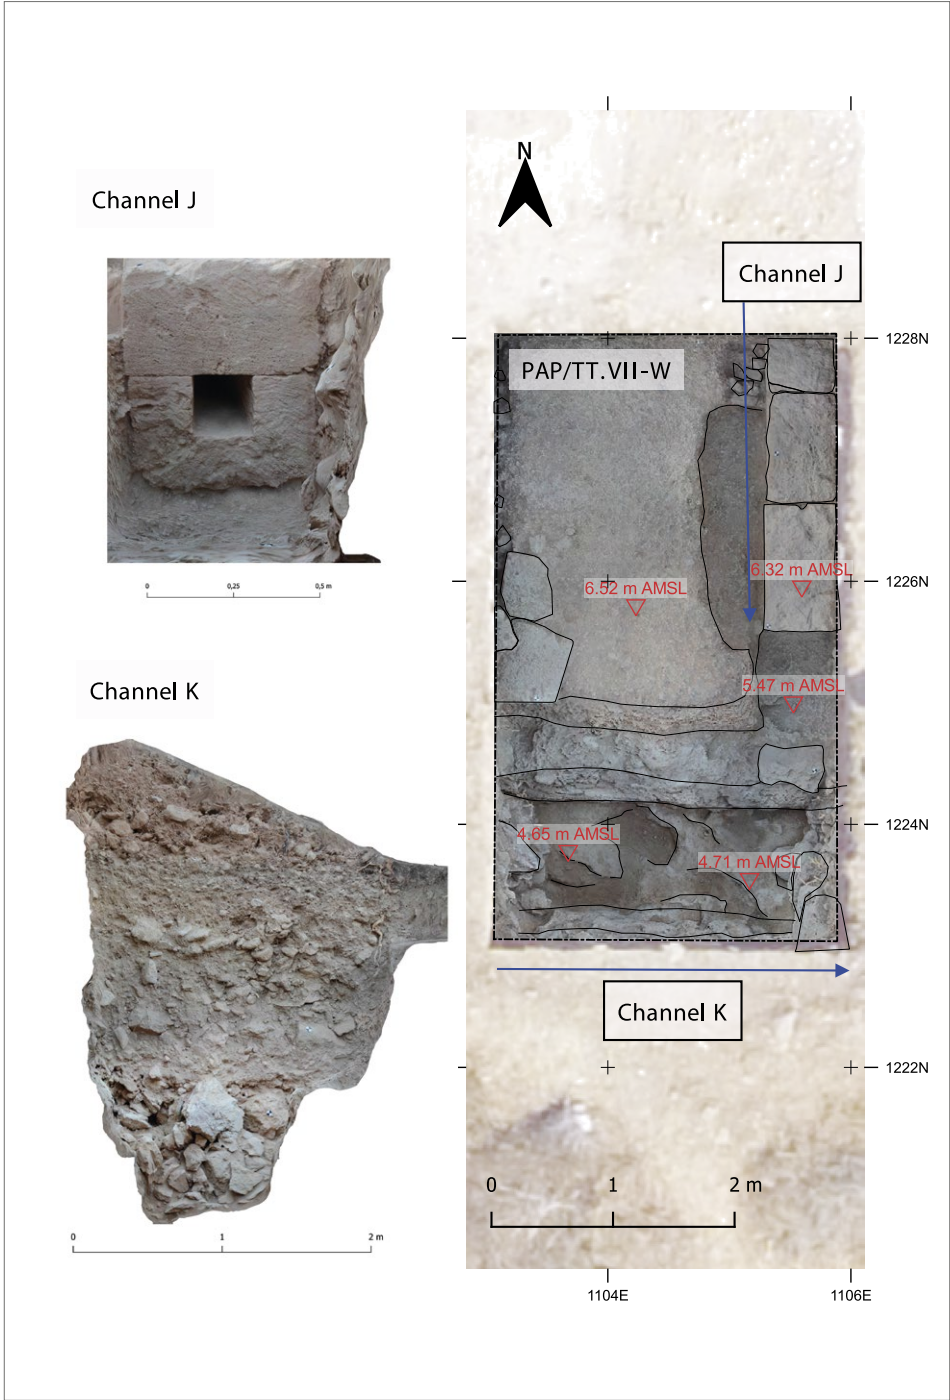 Channel J
0
0,25
0,5 m
Channel K
0
1
2 m
N
Channel J
PAP/TT.VII-W
1228N
6.52 m AMSL
6.32 m AMSL
1226N
5.47 m AMSL
4.65 m AMSL
4.71 m AMSL
1224N
Channel K
1222N
0
1
2 m
1104E
1106E